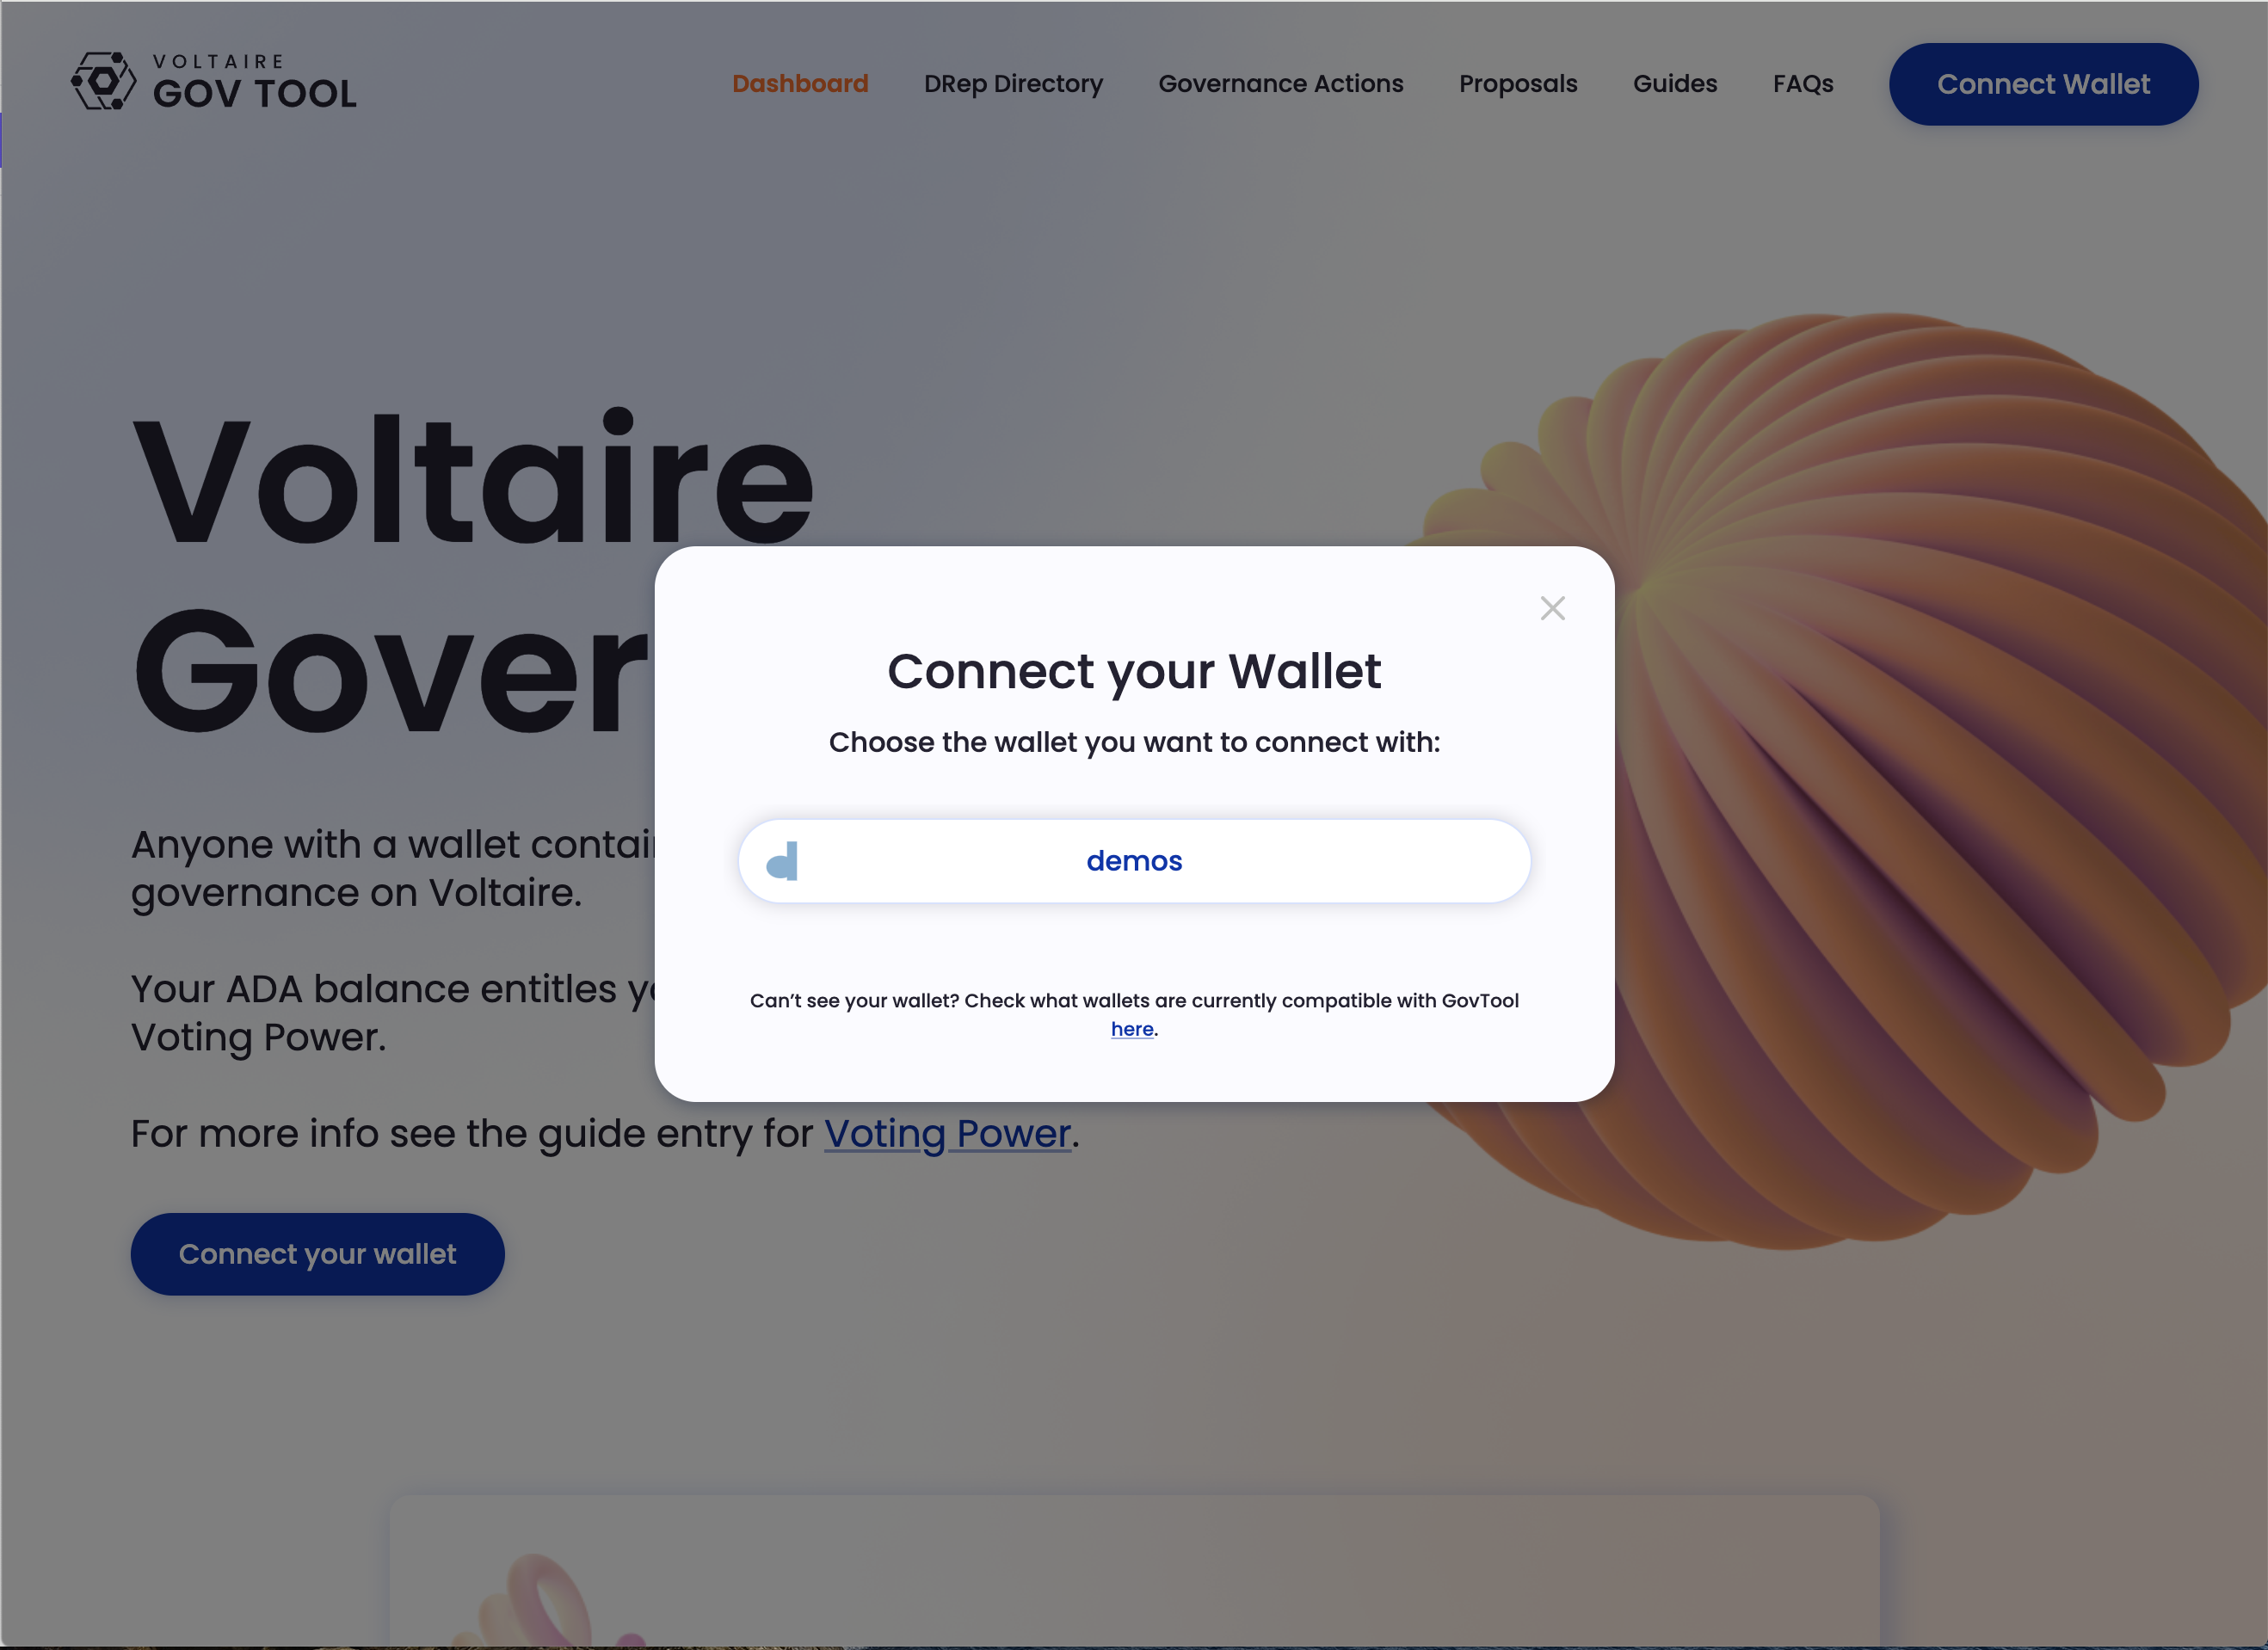 VOLTAIRE
GOV TOOL
Dashboard
DRep Directory
Governance Actions
Proposals
Guides
FAQs
Connect Wallet
Voltaire
Gover
Connect your Wallet
Choose the wallet you want to connect with:
demos
Can't see your wallet? Check what wallets are currently compatible with GovTool
here.
Anyone with a wallet contai
governance on Voltaire.
Your ADA balance entitles y
Voting Power.
For more info see the guide entry for Voting Power.
Connect your wallet